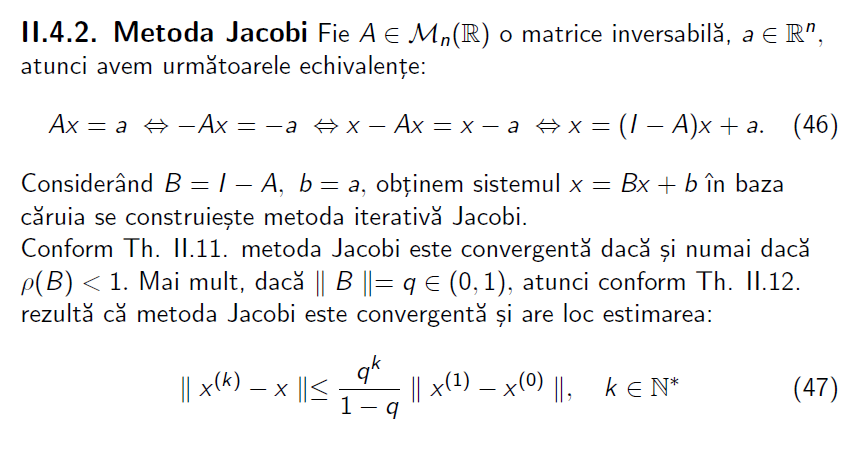 II.4.2. Metoda Jacobi Fie A ∈ ℳₙ(ℝ) o matrice inversabilă, a ∈ ℝⁿ,
atunci avem următoarele echivalențe:
Ax = a ⇔ −Ax = −a ⇔ x − Ax = x − a ⇔ x = (I − A)x + a. (46)
Considerând B = I − A, b = a, obținem sistemul x = Bx + b în baza
căruia se construiește metoda iterativă Jacobi.
Conform Th. II.11. metoda Jacobi este convergentă dacă și numai dacă
ρ(B) < 1. Mai mult, dacă ‖ B ‖= q ∈ (0, 1), atunci conform Th. II.12.
rezultă că metoda Jacobi este convergentă și are loc estimarea:
‖ x^(k) − x ‖≤ q^k / (1 − q) ‖ x^(1) − x^(0) ‖, k ∈ ℕ* (47)